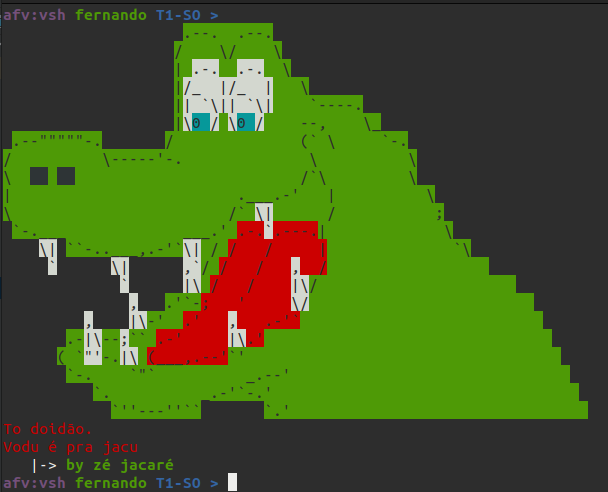 afv:vsh fernando T1-SO >
To doidão.
Vodu é pra jacu
|-> by zé jacaré
afv:vsh fernando T1-SO >